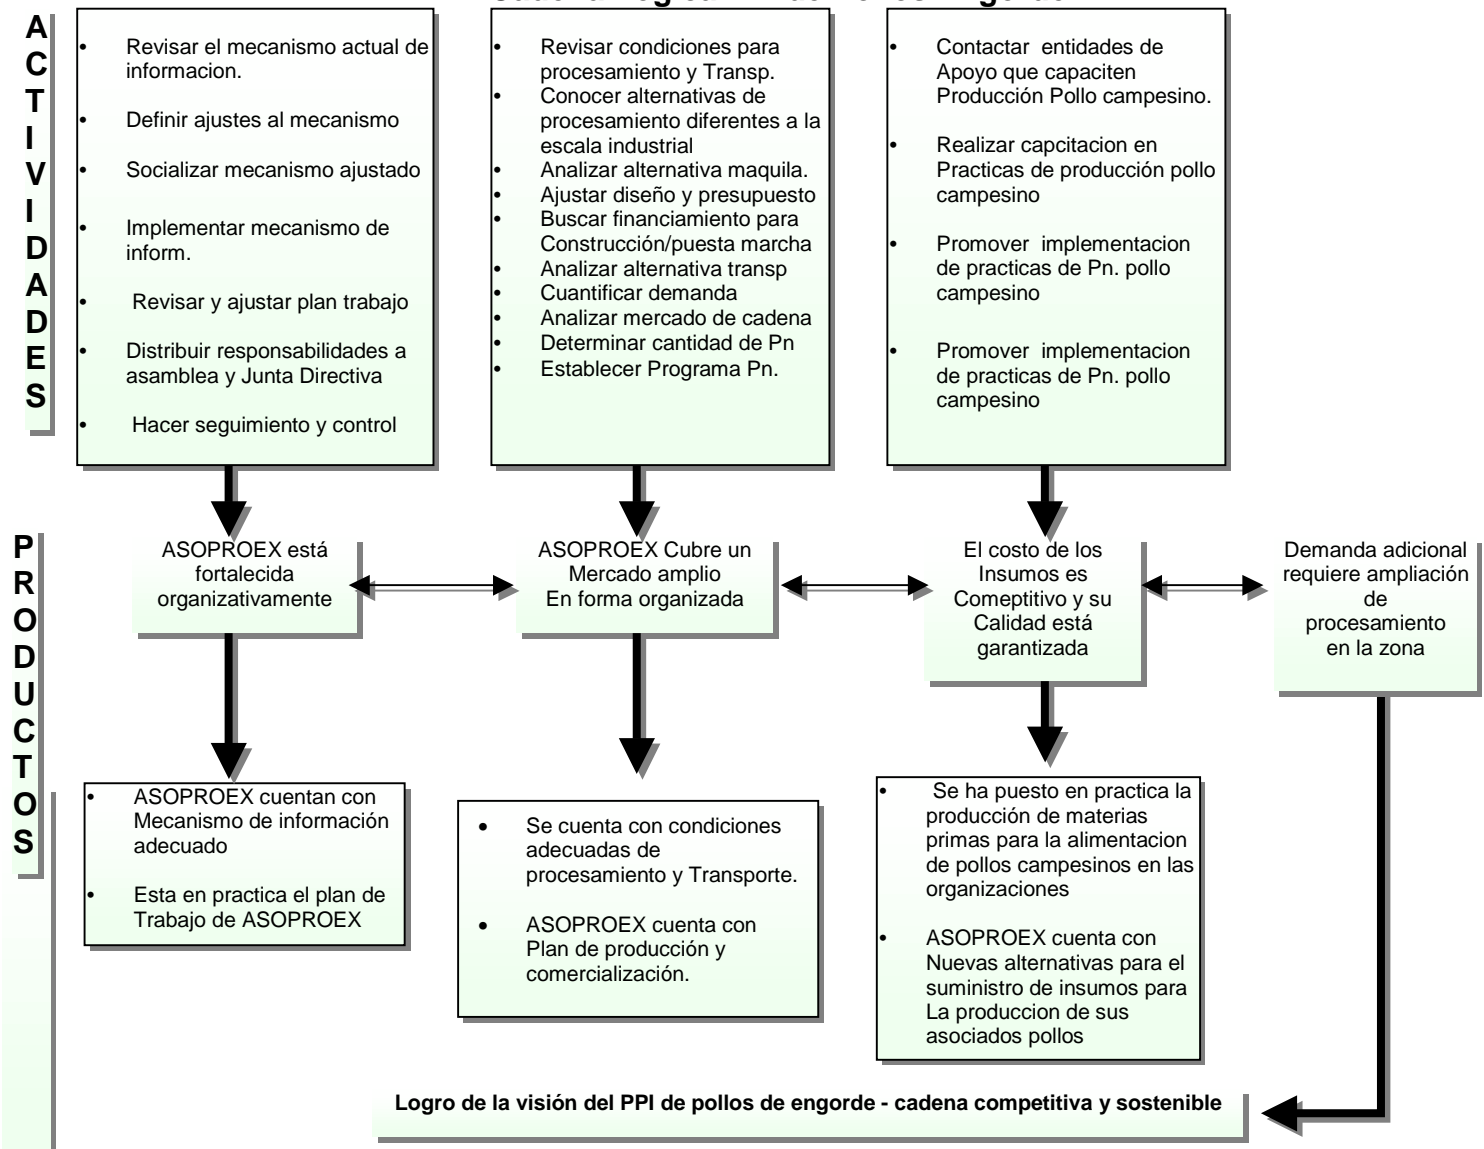 A
C
T
I
V
I
D
A
D
E
S
• Revisar el mecanismo actual de
informacion.
• Definir ajustes al mecanismo
• Socializar mecanismo ajustado
• Implementar mecanismo de
inform.
• Revisar y ajustar plan trabajo
• Distribuir responsabilidades a
asamblea y Junta Directiva
• Hacer seguimiento y control
• Revisar condiciones para
procesamiento y Transp.
• Conocer alternativas de
procesamiento diferentes a la
escala industrial
• Analizar alternativa maquila.
• Ajustar diseño y presupuesto
• Buscar financiamiento para
Construcción/puesta marcha
• Analizar alternativa transp
• Cuantificar demanda
• Analizar mercado de cadena
• Determinar cantidad de Pn
• Establecer Programa Pn.
• Contactar entidades de
Apoyo que capaciten
Producción Pollo campesino.
• Realizar capcitacion en
Practicas de producción pollo
campesino
• Promover implementacion
de practicas de Pn. pollo
campesino
• Promover implementacion
de practicas de Pn. pollo
campesino
P
R
O
D
U
C
T
O
S
ASOPROEX está
fortalecida
organizativamente
ASOPROEX Cubre un
Mercado amplio
En forma organizada
El costo de los
Insumos es
Comeptitivo y su
Calidad está
garantizada
Demanda adicional
requiere ampliación
de
procesamiento
en la zona
• ASOPROEX cuentan con
Mecanismo de información
adecuado
• Esta en practica el plan de
Trabajo de ASOPROEX
• Se cuenta con condiciones
adecuadas de
procesamiento y Transporte.
• ASOPROEX cuenta con
Plan de producción y
comercialización.
• Se ha puesto en practica la
producción de materias
primas para la alimentacion
de pollos campesinos en las
organizaciones
• ASOPROEX cuenta con
Nuevas alternativas para el
suministro de insumos para
La produccion de sus
asociados pollos
Logro de la visión del PPI de pollos de engorde - cadena competitiva y sostenible